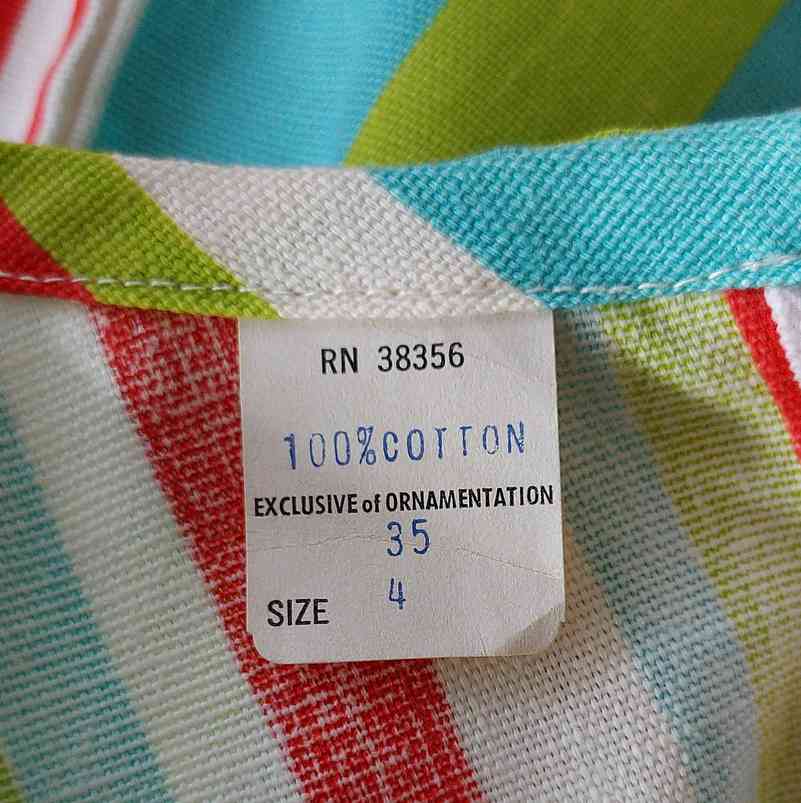 RN 38356
100%COTTON
EXCLUSIVE of ORNAMENTATION
35
4
SIZE